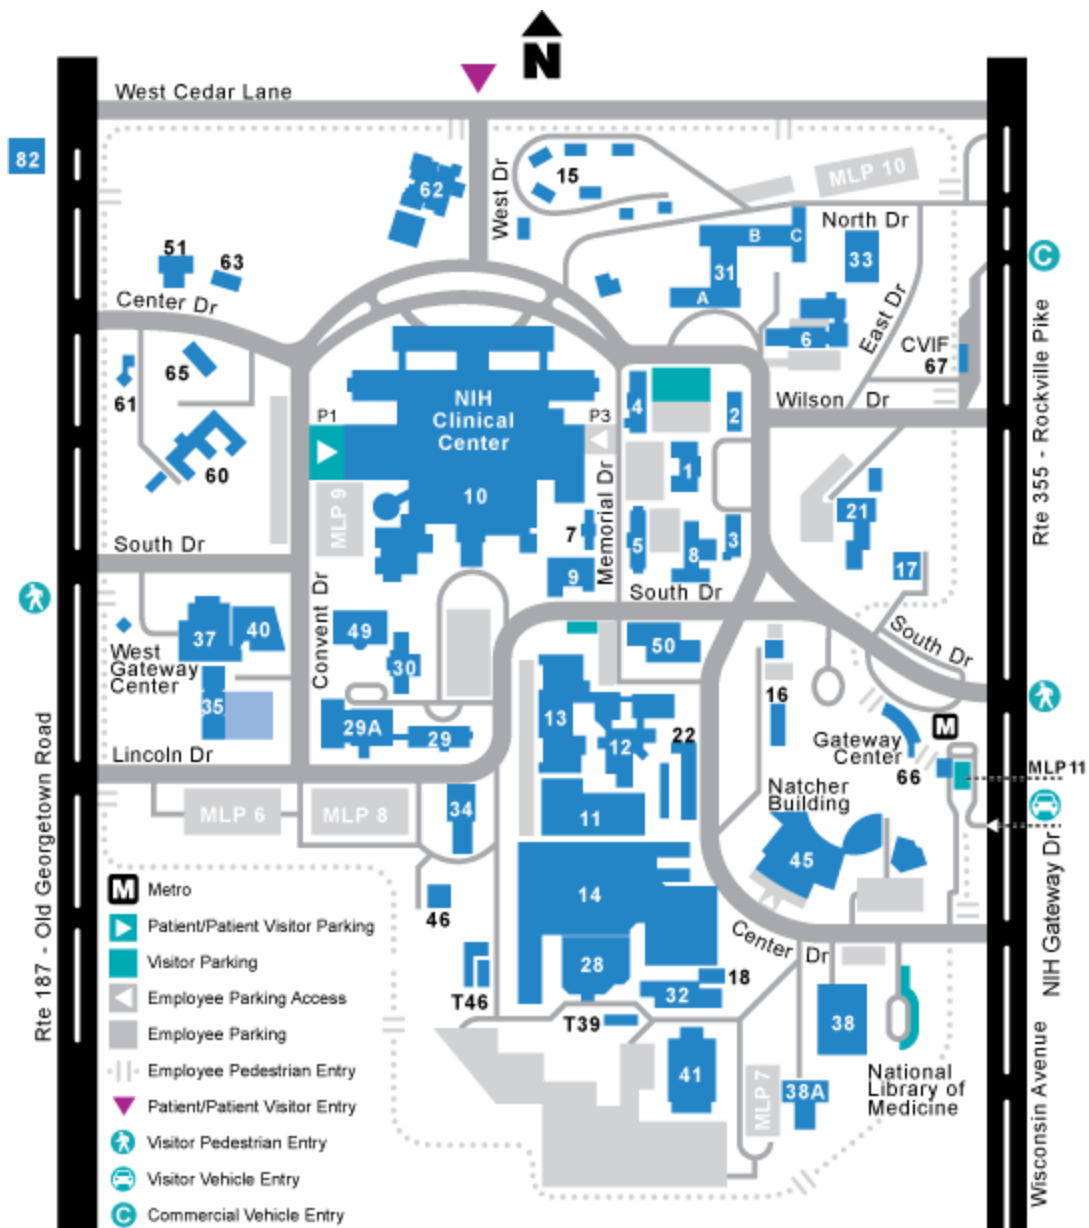 N
West Cedar Lane
82
62
West Dr
15
MLP 10
North Dr
B
C
31
A
33
C
51
63
Center Dr
East Dr
6
CVIF
67
Rte 355 - Rockville Pike
65
61
60
NIH
Clinical
Center
10
P1
P3
4
2
Wilson Dr
1
MLP 9
7
Memorial Dr
5
8
3
21
17
9
South Dr
South Dr
South Dr
37
40
West
Gateway
Center
35
Convent Dr
49
30
50
16
29A
29
13
12
22
M
Gateway
Center
66
MLP 11
Lincoln Dr
MLP 6
MLP 8
34
11
Natcher
Building
45
14
46
Center Dr
NIH Gateway Dr
28
18
32
T46
T39
38
41
MLP 7
38A
National
Library of
Medicine
Wisconsin Avenue
Rte 187 - Old Georgetown Road
M Metro
Patient/Patient Visitor Parking
Visitor Parking
Employee Parking Access
Employee Parking
Employee Pedestrian Entry
Patient/Patient Visitor Entry
Visitor Pedestrian Entry
Visitor Vehicle Entry
C Commercial Vehicle Entry